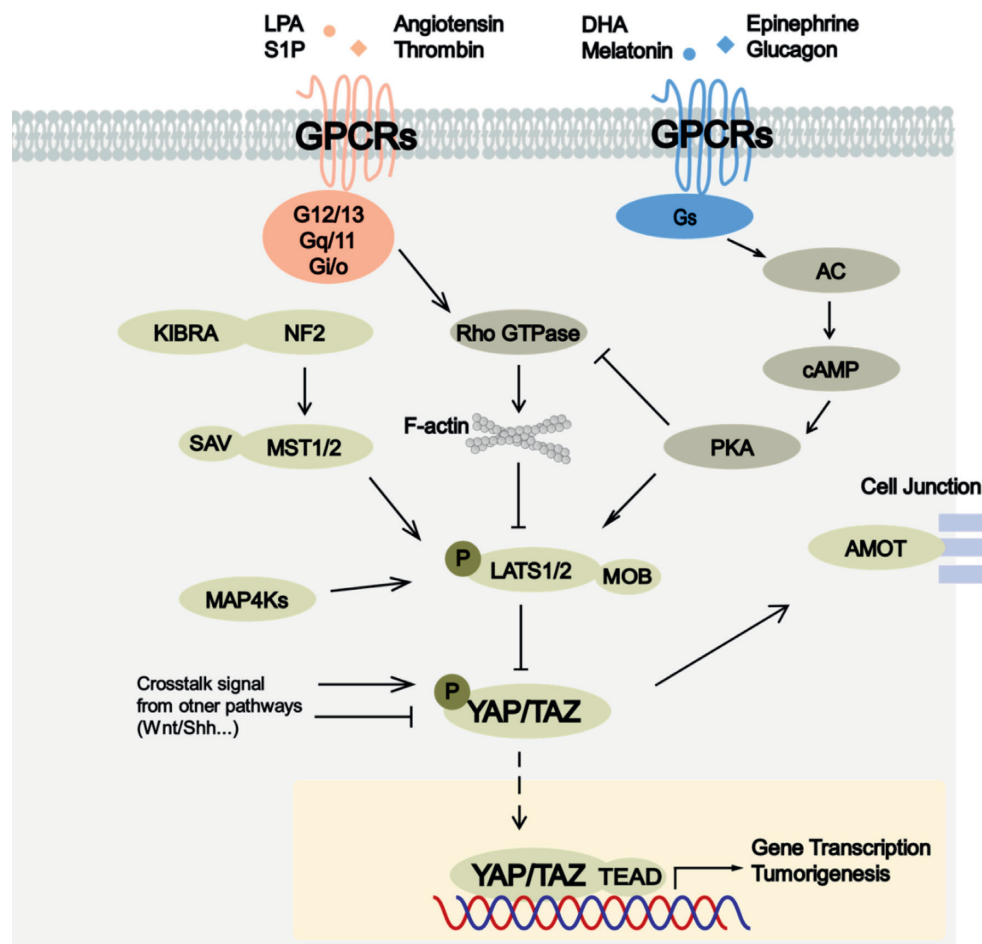 LPA
S1P
Angiotensin
Thrombin
DHA
Melatonin
Epinephrine
Glucagon
GPCRs
GPCRs
G12/13
Gq/11
Gi/o
Gs
AC
KIBRA
NF2
Rho GTPase
cAMP
F-actin
SAV
MST1/2
PKA
Cell Junction
AMOT
P
LATS1/2
MOB
MAP4Ks
P
YAP/TAZ
Crosstalk signal
from otner pathways
(Wnt/Shh...)
YAP/TAZ
TEAD
Gene Transcription
Tumorigenesis